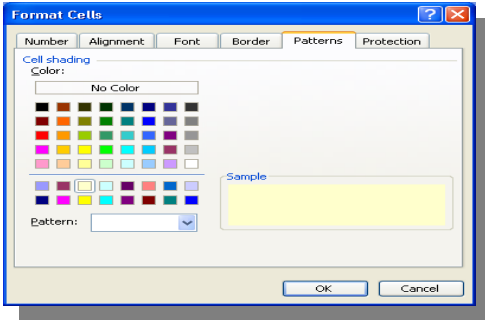 Format Cells
Number Alignment Font Border Patterns Protection
Cell shading
Color:
No Color
Sample
Pattern:
OK Cancel